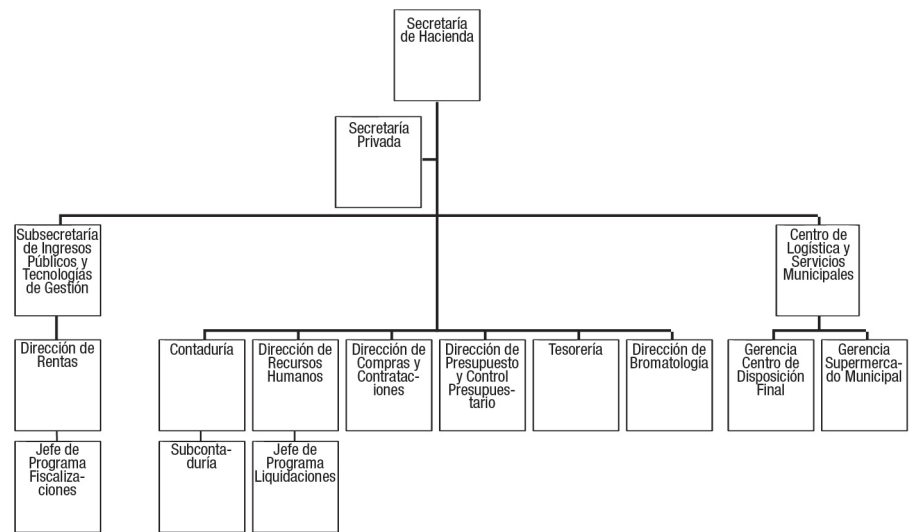 Secretaría
de Hacienda
Secretaría
Privada
Subsecretaría
de Ingresos
Públicos y
Tecnologías
de Gestión
Centro de
Logística y
Servicios
Municipales
Dirección de
Rentas
Contaduría
Dirección de
Recursos
Humanos
Dirección de
Compras y
Contratac-
iones
Dirección de
Presupuesto
y Control
Presupues-
tario
Tesorería
Dirección de
Bromatología
Gerencia
Centro de
Disposición
Final
Gerencia
Supermerca-
do Municipal
Jefe de
Programa
Fiscaliza-
ciones
Subconta-
duría
Jefe de
Programa
Liquidaciones